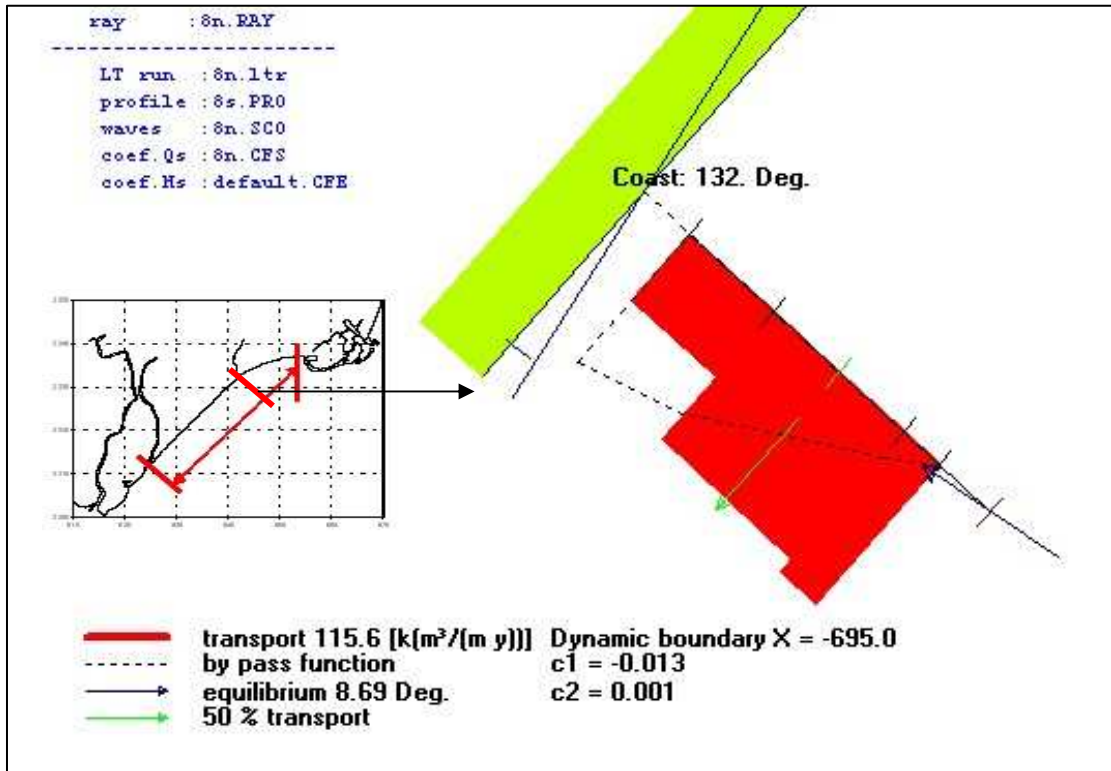 ray :8n.RAY
------------------------
LT run :8n.ltr
profile :8s.PRO
waves :8n.SCO
coef.Qs :8n.CFS
coef.Hs :default.CFE
Coast: 132. Deg.
transport 115.6 [k(m³/(m y))] Dynamic boundary X = -695.0
by pass function c1 = -0.013
equilibrium 8.69 Deg. c2 = 0.001
50 % transport